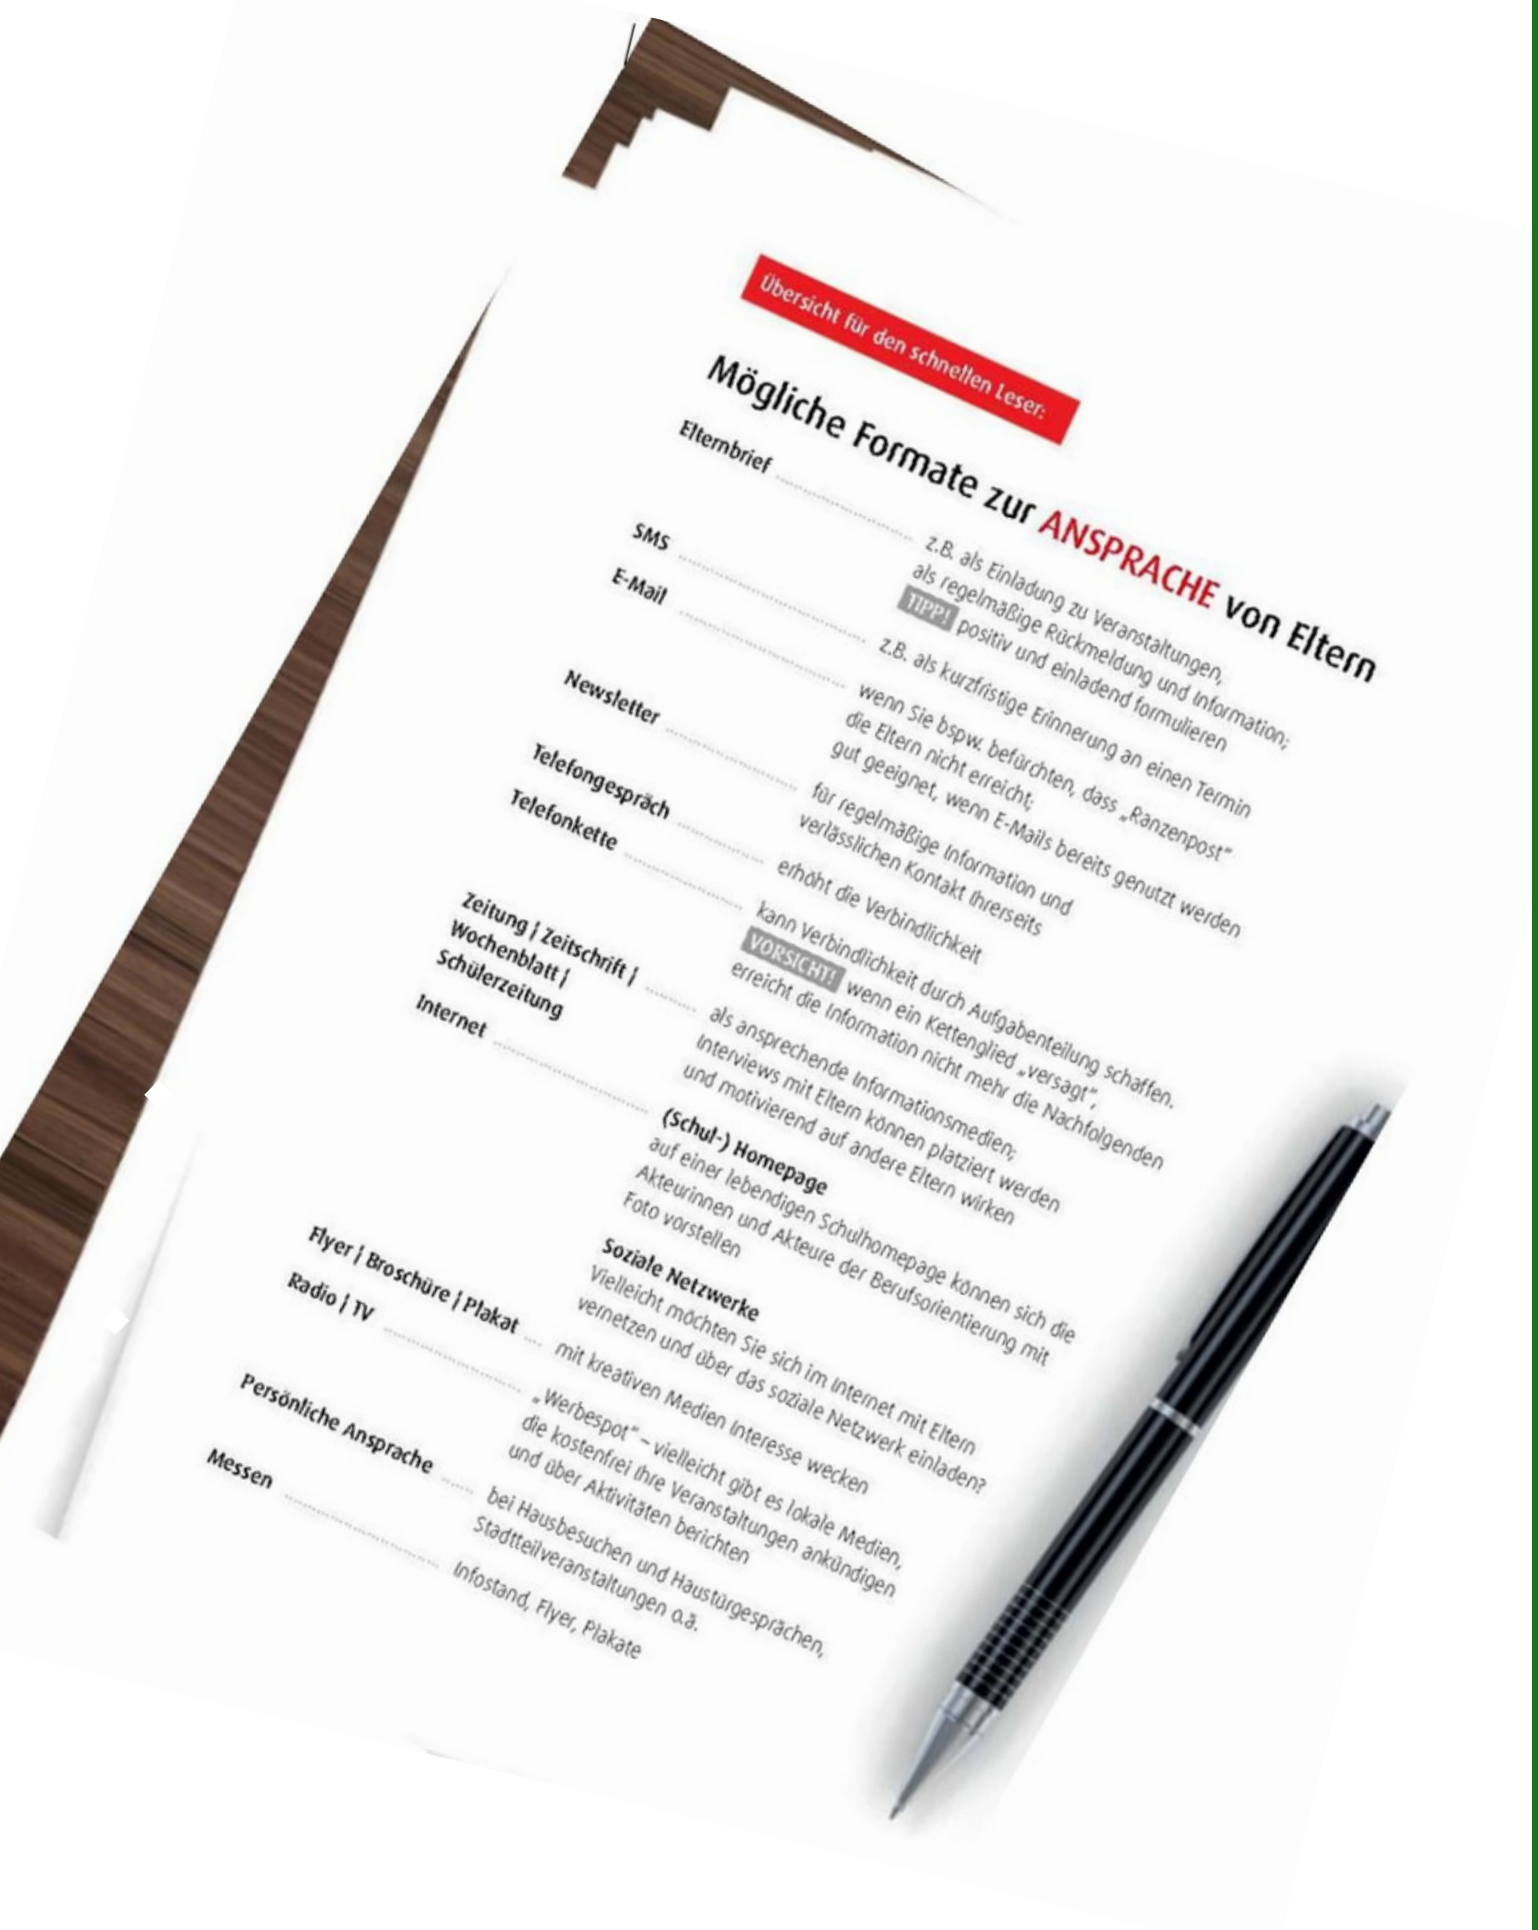 Übersicht für den schnellen Leser:
Mögliche Formate zur ANSPRACHE von Eltern
Elternbrief ........ z.B. als Einladung zu Veranstaltungen,
als regelmäßige Rückmeldung und Information;
TIPP! positiv und einladend formulieren
SMS ........ z.B. als kurzfristige Erinnerung an einen Termin
E-Mail ........ wenn Sie bspw. befürchten, dass „Ranzenpost“
die Eltern nicht erreicht;
gut geeignet, wenn E-Mails bereits genutzt werden
Newsletter ........ für regelmäßige Information und
verlässlichen Kontakt Ihrerseits
Telefongespräch ........ erhöht die Verbindlichkeit
Telefonkette ........ kann Verbindlichkeit durch Aufgabenteilung schaffen.
VORSICHT! wenn ein Kettenglied „versagt“,
erreicht die Information nicht mehr die Nachfolgenden
Zeitung | Zeitschrift | ........ als ansprechende Informationsmedien;
Wochenblatt | Interviews mit Eltern können platziert werden
Schülerzeitung und motivierend auf andere Eltern wirken
Internet ........ (Schul-) Homepage
auf einer lebendigen Schulhomepage können sich die
Akteurinnen und Akteure der Berufsorientierung mit
Foto vorstellen
Soziale Netzwerke
Vielleicht möchten Sie sich im Internet mit Eltern
vernetzen und über das soziale Netzwerk einladen?
Flyer | Broschüre | Plakat .... mit kreativen Medien Interesse wecken
Radio | TV ........ „Werbespot“ – vielleicht gibt es lokale Medien,
die kostenfrei Ihre Veranstaltungen ankündigen
und über Aktivitäten berichten
Persönliche Ansprache ........ bei Hausbesuchen und Haustürgesprächen,
Stadtteilveranstaltungen o.ä.
Messen ........ Infostand, Flyer, Plakate